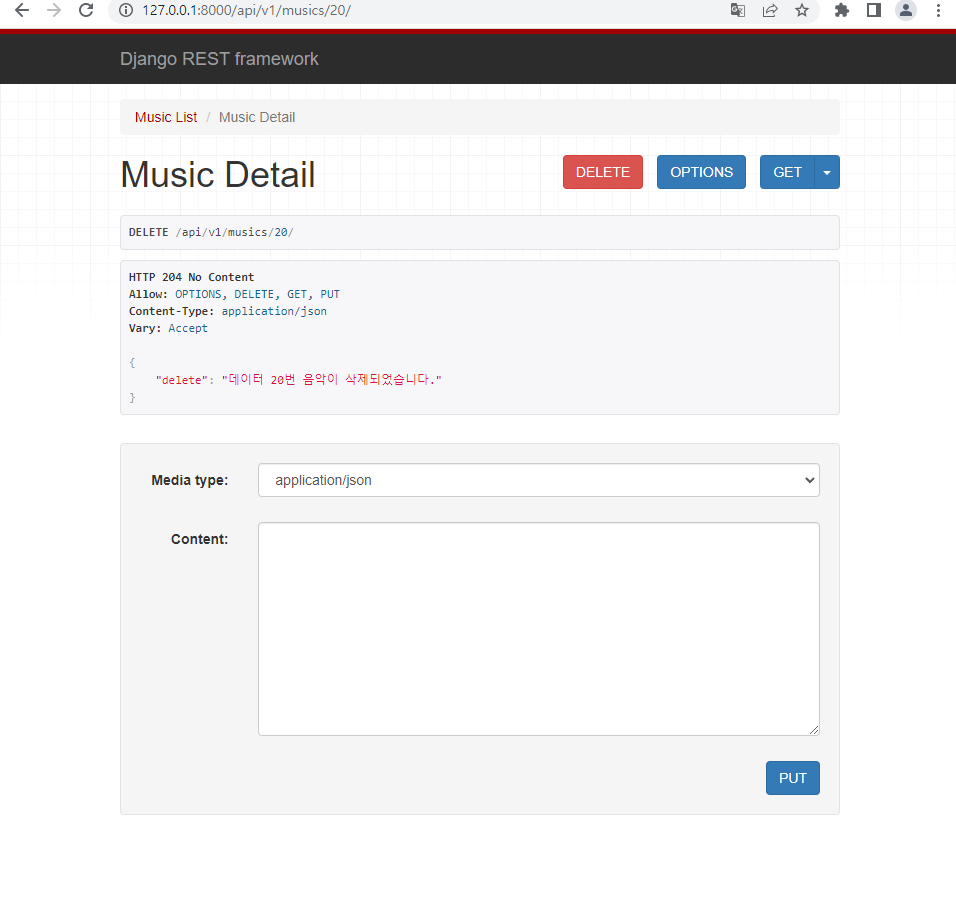 127.0.0.1:8000/api/v1/musics/20/
Django REST framework
Music List / Music Detail
Music Detail
DELETE OPTIONS GET
DELETE /api/v1/musics/20/
HTTP 204 No Content
Allow: OPTIONS, DELETE, GET, PUT
Content-Type: application/json
Vary: Accept
{
"delete": "데이터 20번 음악이 삭제되었습니다."
}
Media type: application/json
Content:
PUT